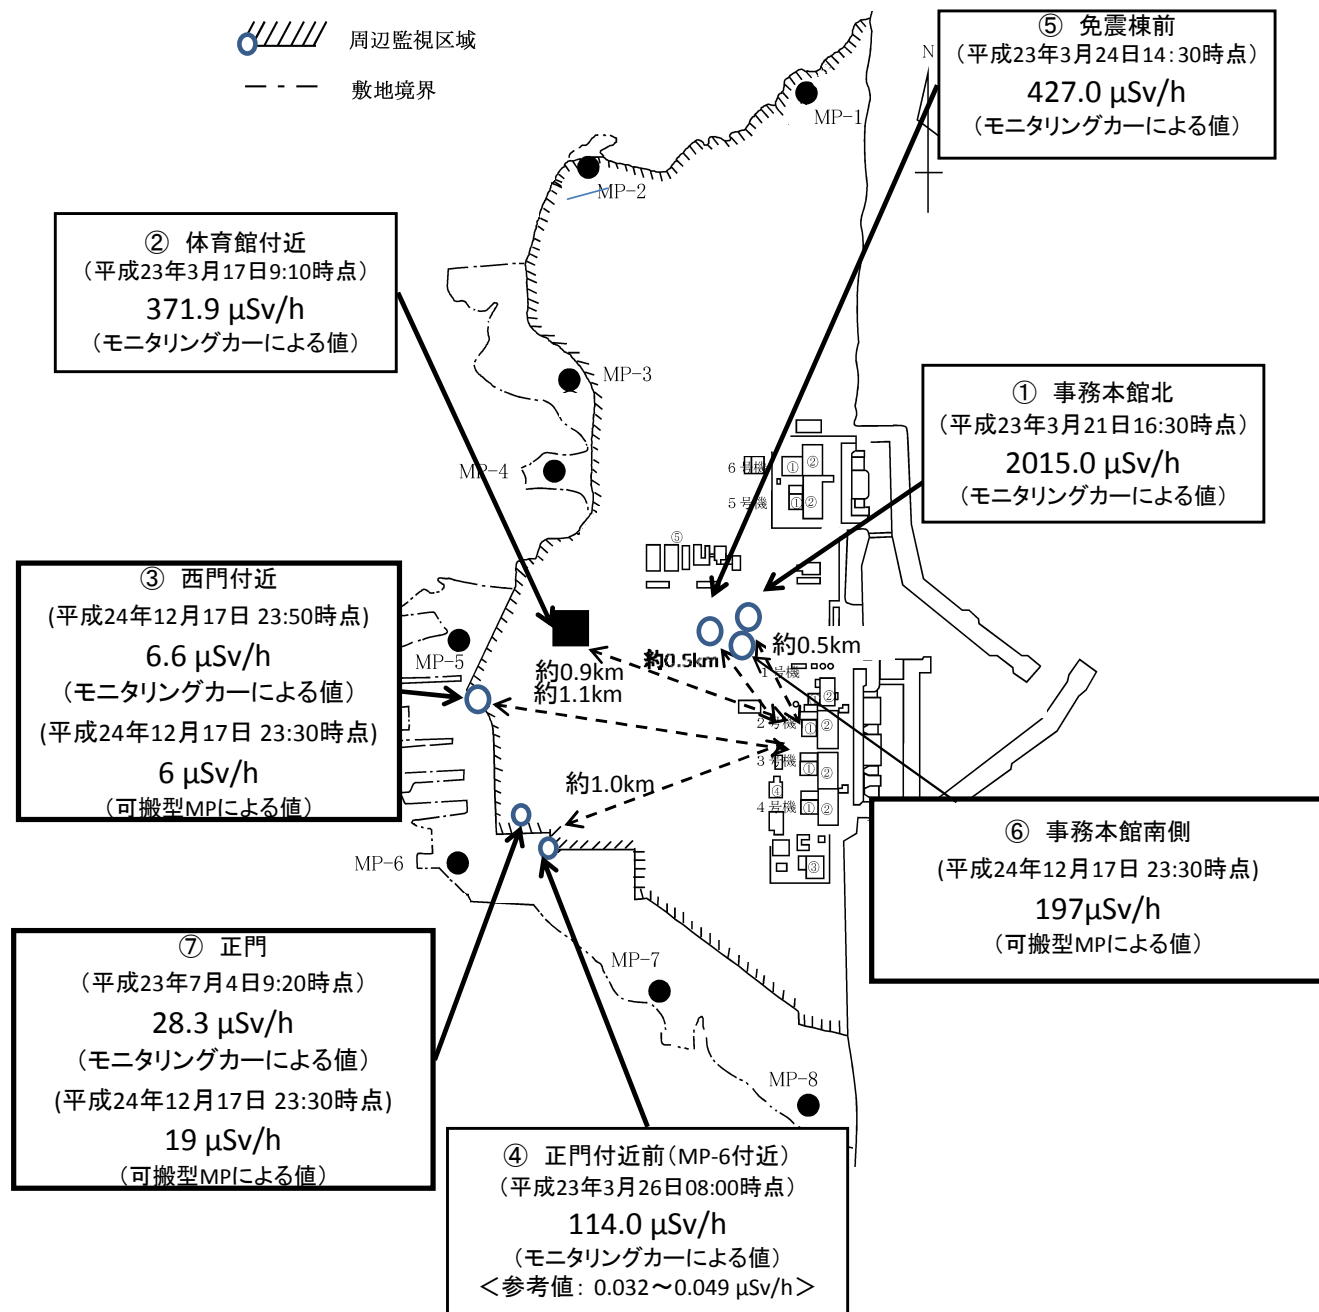 周辺監視区域
敷地境界
⑤ 免震棟前
(平成23年3月24日14:30時点)
427.0 μSv/h
(モニタリングカーによる値)
N
MP-1
MP-2
② 体育館付近
(平成23年3月17日9:10時点)
371.9 μSv/h
(モニタリングカーによる値)
MP-3
MP-4
① 事務本館北
(平成23年3月21日16:30時点)
2015.0 μSv/h
(モニタリングカーによる値)
6号機
①
②
5号機
①
②
⑤
③ 西門付近
(平成24年12月17日 23:50時点)
6.6 μSv/h
(モニタリングカーによる値)
(平成24年12月17日 23:30時点)
6 μSv/h
(可搬型MPによる値)
MP-5
約0.9km
約1.1km
約0.5km
約0.5km
1号機
②
2号機
①
②
3号機
①
②
④
4号機
①
②
③
約1.0km
MP-6
⑥ 事務本館南側
(平成24年12月17日 23:30時点)
197μSv/h
(可搬型MPによる値)
⑦ 正門
(平成23年7月4日9:20時点)
28.3 μSv/h
(モニタリングカーによる値)
(平成24年12月17日 23:30時点)
19 μSv/h
(可搬型MPによる値)
MP-7
MP-8
④ 正門付近前(MP-6付近)
(平成23年3月26日08:00時点)
114.0 μSv/h
(モニタリングカーによる値)
<参考値: 0.032～0.049 μSv/h>